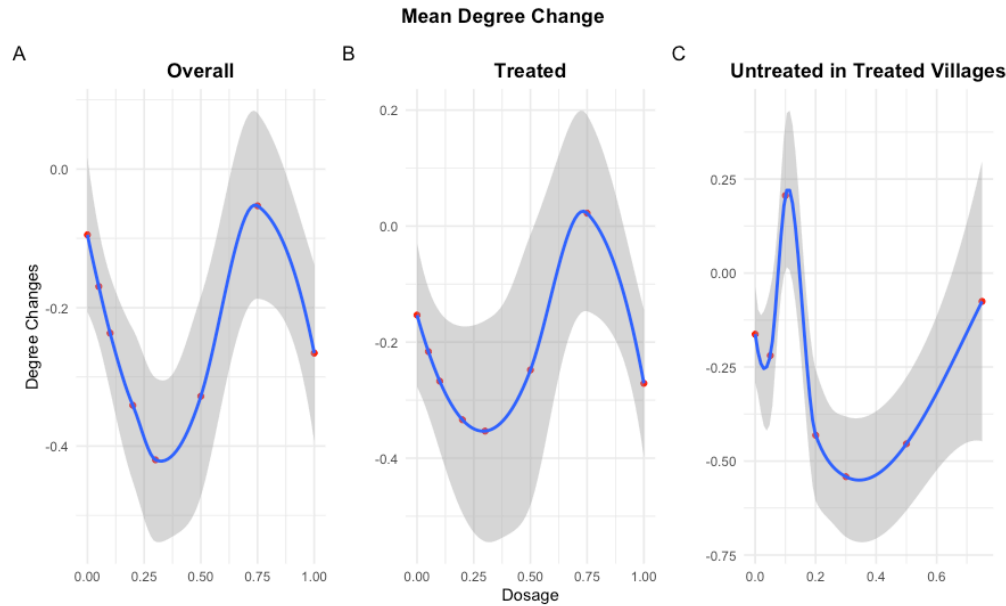 Mean Degree Change
A
B
C
Overall
Treated
Untreated in Treated Villages
Degree Changes
0.0
-0.2
-0.4
0.00
0.25
0.50
0.75
1.00
0.2
0.0
-0.2
-0.4
0.00
0.25
0.50
0.75
1.00
0.25
0.00
-0.25
-0.50
-0.75
0.0
0.2
0.4
0.6
Dosage